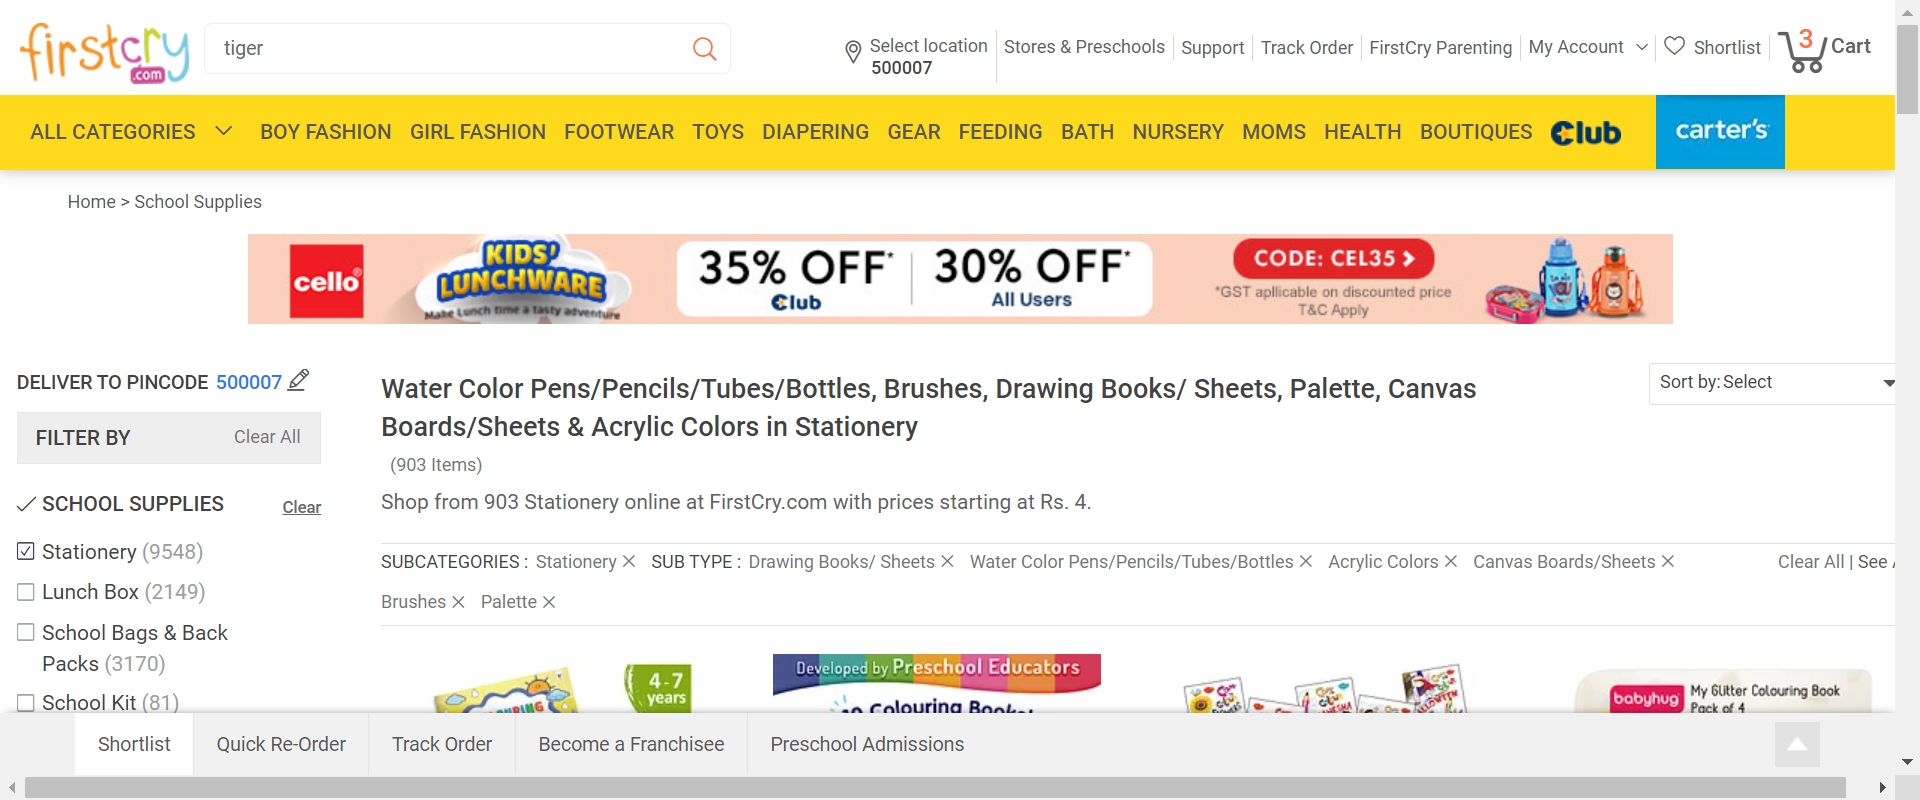 firstcry
.com
tiger
Select location
500007
Stores & Preschools
Support
Track Order
FirstCry Parenting
My Account
Shortlist
3
Cart
ALL CATEGORIES
BOY FASHION
GIRL FASHION
FOOTWEAR
TOYS
DIAPERING
GEAR
FEEDING
BATH
NURSERY
MOMS
HEALTH
BOUTIQUES
Club
carter's
Home > School Supplies
cello®
KIDS'
LUNCHWARE
Make Lunch time a tasty adventure
35% OFF*
Club
30% OFF*
All Users
CODE: CEL35
*GST apllicable on discounted price
T&C Apply
DELIVER TO PINCODE 500007
FILTER BY
Clear All
SCHOOL SUPPLIES
Clear
Stationery (9548)
Lunch Box (2149)
School Bags & Back
Packs (3170)
School Kit (81)
Water Color Pens/Pencils/Tubes/Bottles, Brushes, Drawing Books/ Sheets, Palette, Canvas
Boards/Sheets & Acrylic Colors in Stationery
(903 Items)
Shop from 903 Stationery online at FirstCry.com with prices starting at Rs. 4.
Sort by: Select
SUBCATEGORIES : Stationery SUB TYPE : Drawing Books/ Sheets Water Color Pens/Pencils/Tubes/Bottles Acrylic Colors Canvas Boards/Sheets
Clear All | See
Brushes Palette
4-7
years
Developed by Preschool Educators
Colouring Books
babyhug
My Glitter Colouring Book
Pack of 4
Shortlist
Quick Re-Order
Track Order
Become a Franchisee
Preschool Admissions